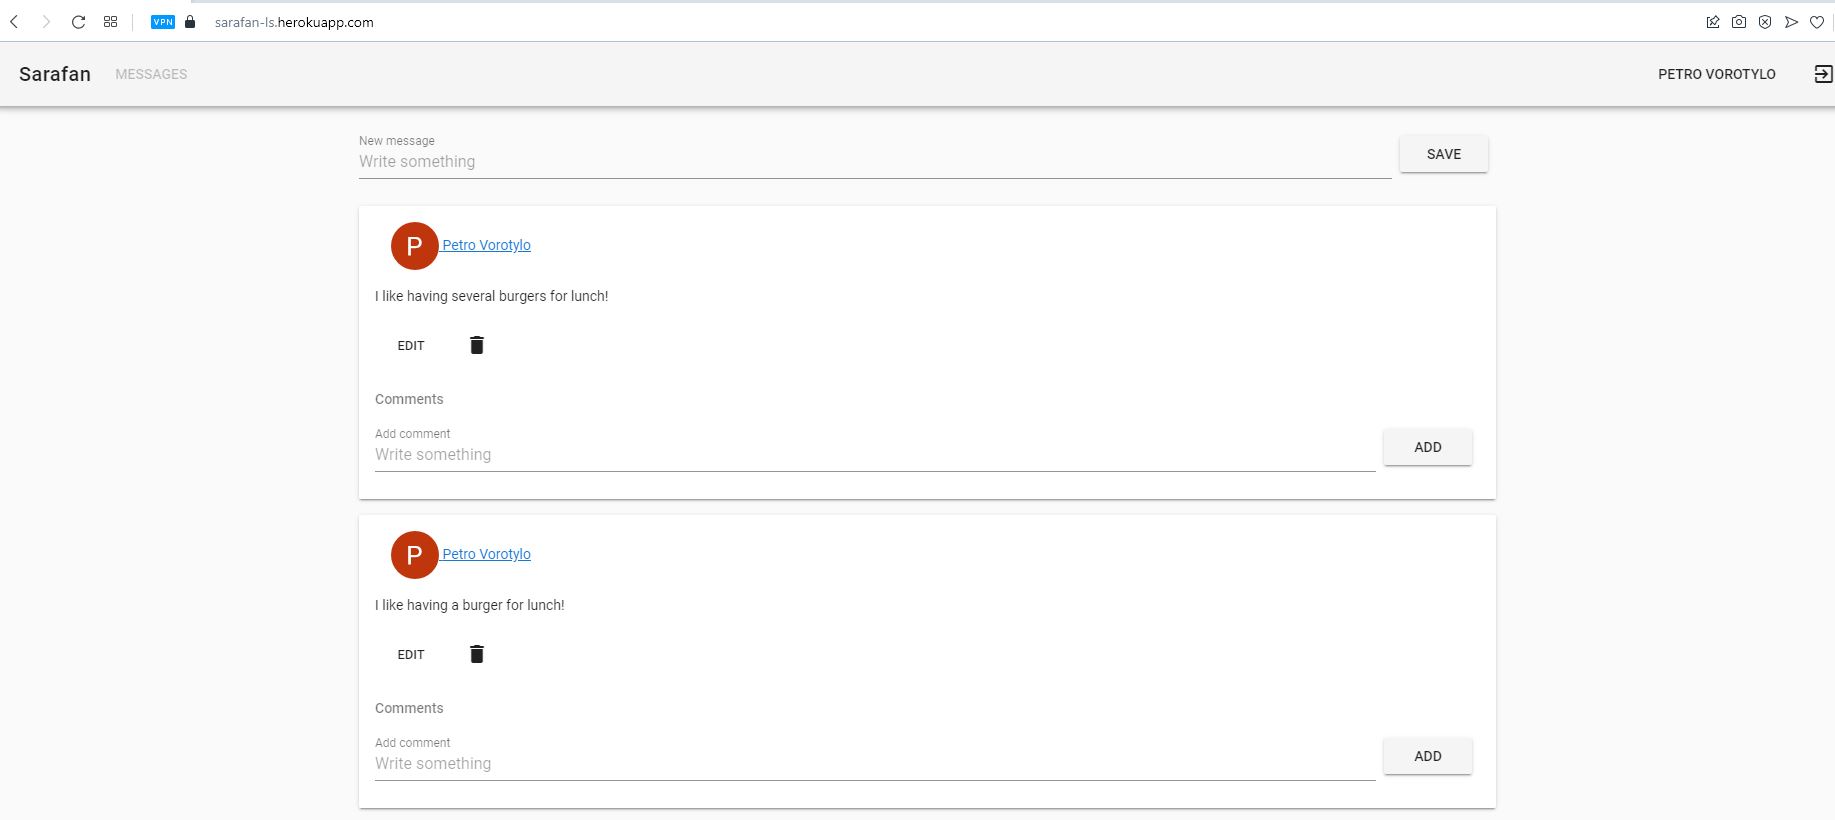 VPN sarafan-ls.herokuapp.com
Sarafan MESSAGES PETRO VOROTYLO
New message
Write something SAVE
P Petro Vorotylo
I like having several burgers for lunch!
EDIT
Comments
Add comment
Write something ADD
P Petro Vorotylo
I like having a burger for lunch!
EDIT
Comments
Add comment
Write something ADD